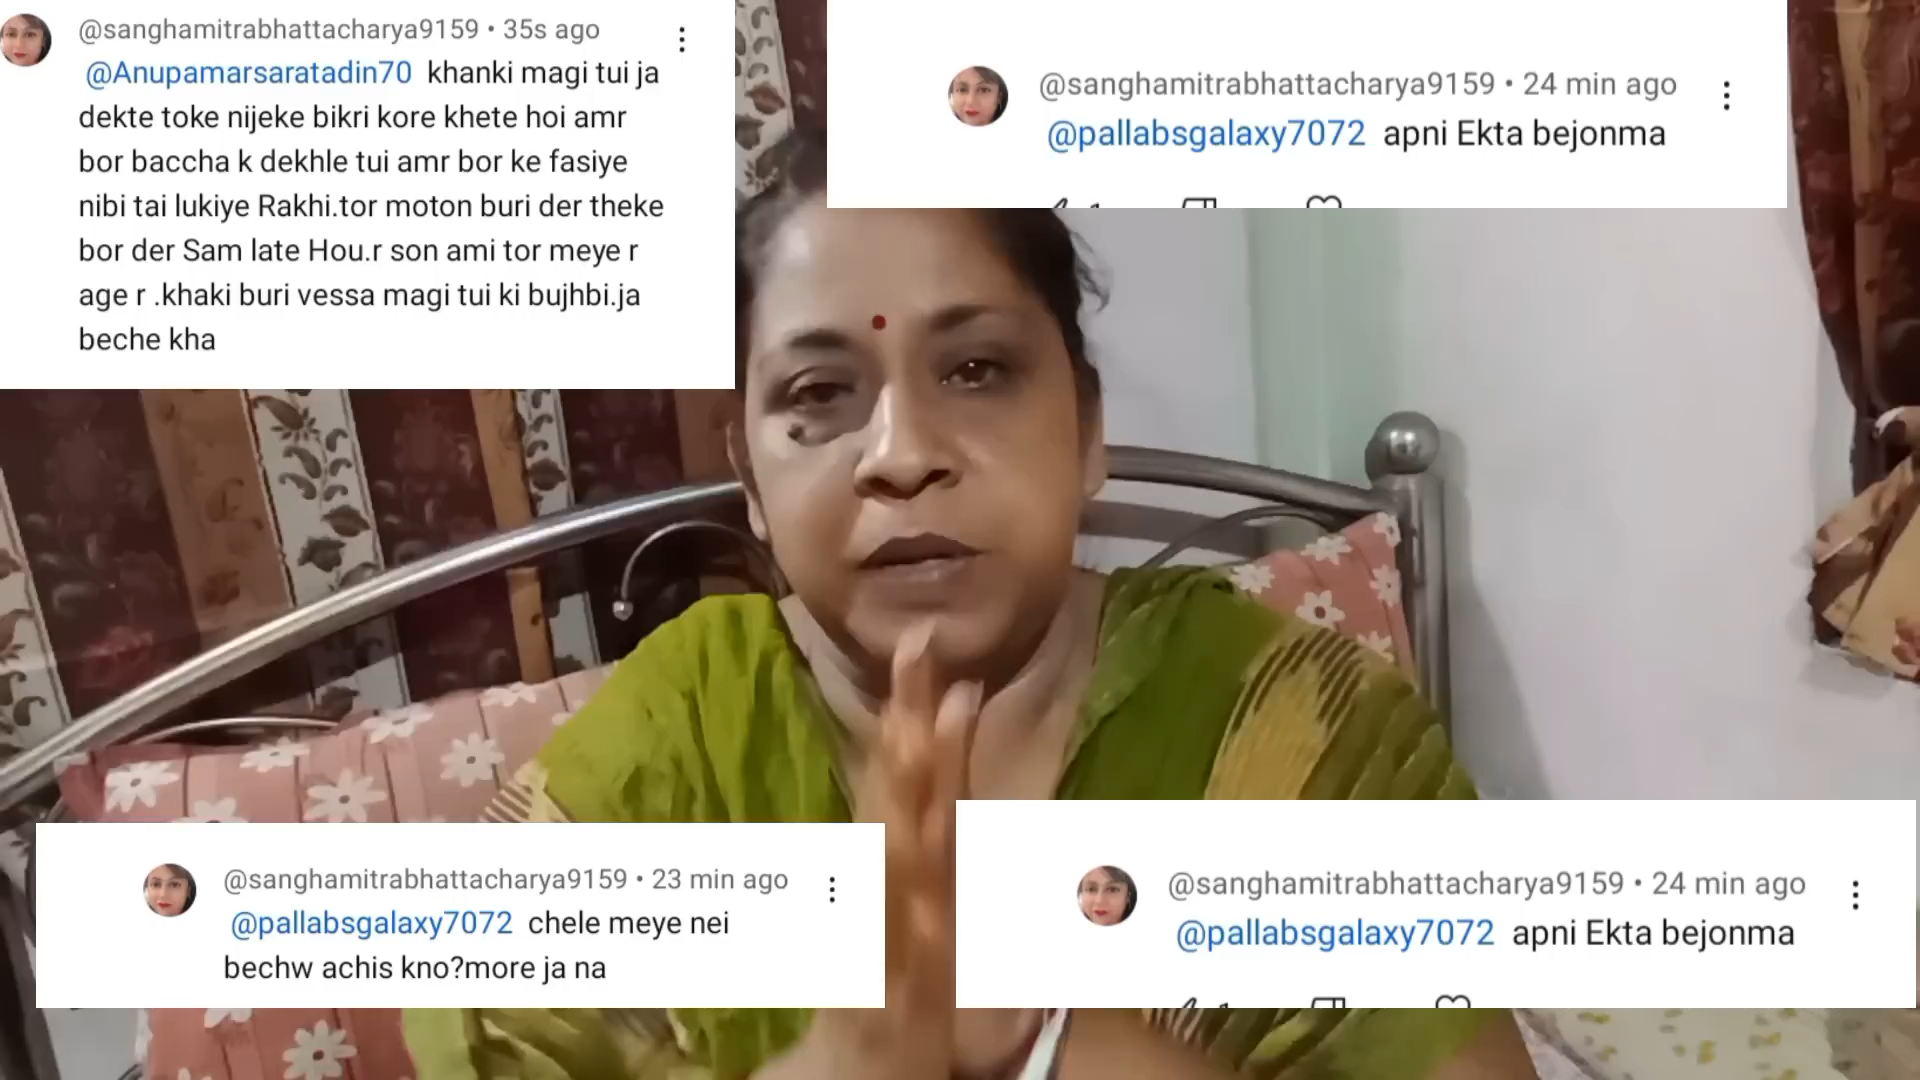 @sanghamitrabhattacharya9159 • 35s ago
@Anupamarsaratadin70 khanki magi tui ja
dekte toke nijeke bikri kore khete hoi amr
bor baccha k dekhle tui amr bor ke fasiye
nibi tai lukiye Rakhi.tor moton buri der theke
bor der Sam late Hou.r son ami tor meye r
age r .khaki buri vessa magi tui ki bujhbi.ja
beche kha
@sanghamitrabhattacharya9159 • 24 min ago
@pallabsgalaxy7072 apni Ekta bejonma
@sanghamitrabhattacharya9159 • 23 min ago
@pallabsgalaxy7072 chele meye nei
bechw achis kno?more ja na
@sanghamitrabhattacharya9159 • 24 min ago
@pallabsgalaxy7072 apni Ekta bejonma